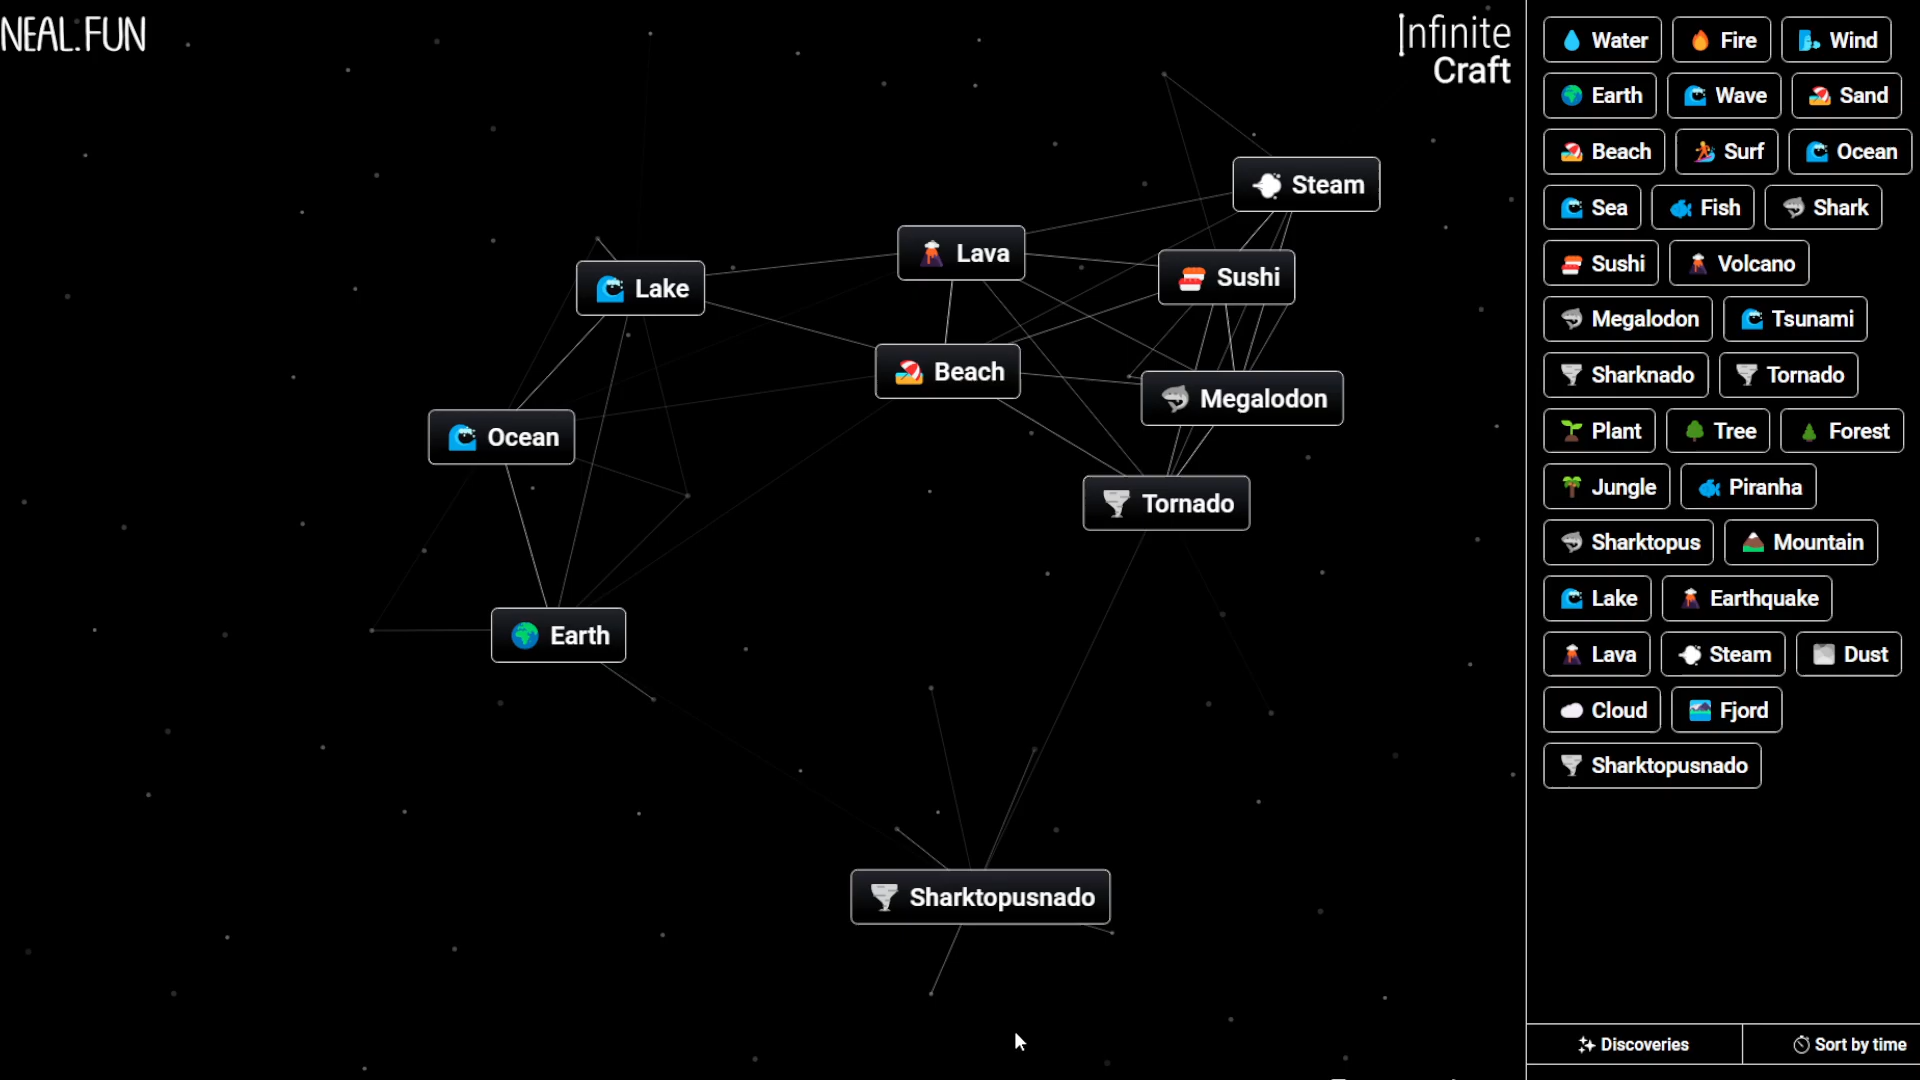 NEAL.FUN
Infinite
Craft
Steam
Lava
Sushi
Lake
Beach
Megalodon
Ocean
Tornado
Earth
Sharktopusnado
Water Fire Wind
Earth Wave Sand
Beach Surf Ocean
Sea Fish Shark
Sushi Volcano
Megalodon Tsunami
Sharknado Tornado
Plant Tree Forest
Jungle Piranha
Sharktopus Mountain
Lake Earthquake
Lava Steam Dust
Cloud Fjord
Sharktopusnado
Discoveries Sort by time